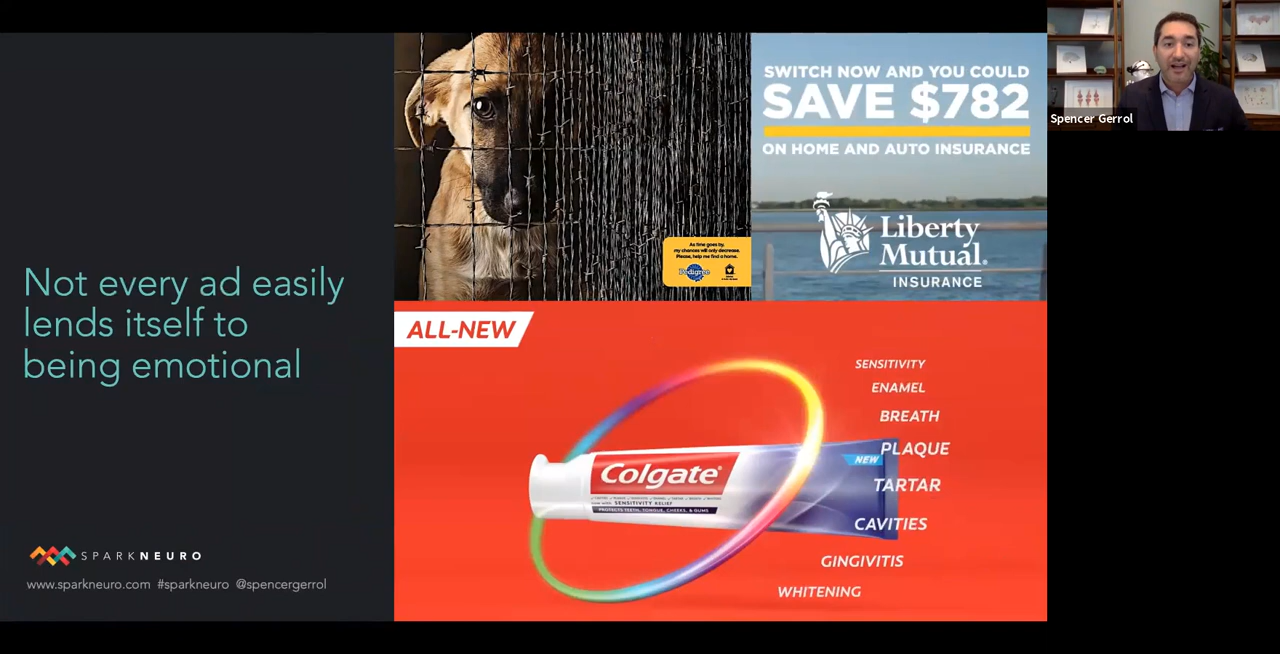 Not every ad easily
lends itself to
being emotional
SPARKNEURO
www.sparkneuro.com #sparkneuro @spencergerrol
As time goes by,
my chances will only decrease.
Please, help me find a home.
Pedigree
SWITCH NOW AND YOU COULD
SAVE $782
ON HOME AND AUTO INSURANCE
Liberty
Mutual®
INSURANCE
ALL-NEW
Colgate®
SENSITIVITY RELIEF
PROTECTS TEETH, TONGUE, CHEEKS, & GUMS
NEW
SENSITIVITY
ENAMEL
BREATH
PLAQUE
TARTAR
CAVITIES
GINGIVITIS
WHITENING
Spencer Gerrol